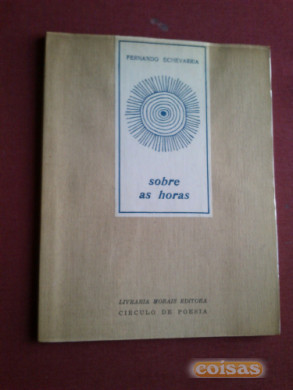 FERNANDO ECHEVARRIA
sobre
as horas
LIVRARIA MORAIS EDITORA
CÍRCULO DE POESIA
coisas